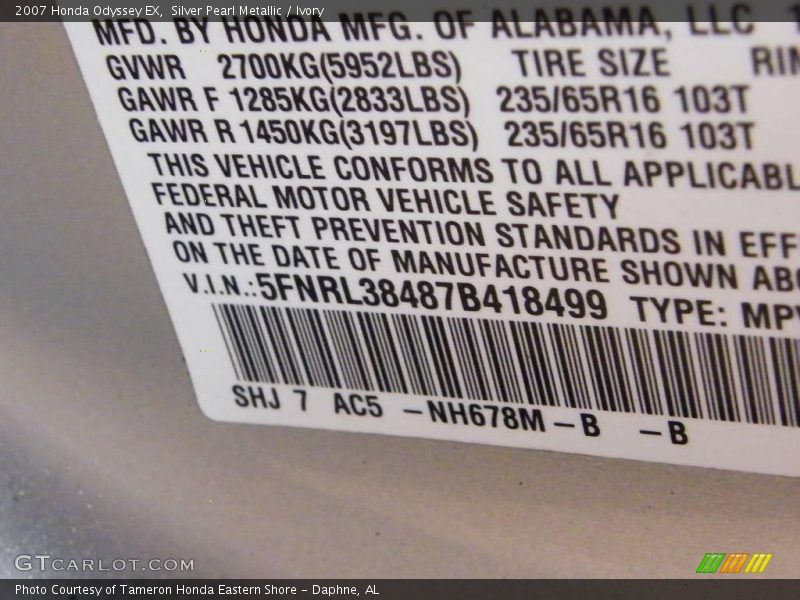 2007 Honda Odyssey EX, Silver Pearl Metallic / Ivory
MFD. BY HONDA MFG. OF ALABAMA, LLC
GVWR 2700KG(5952LBS) TIRE SIZE RIM
GAWR F 1285KG(2833LBS) 235/65R16 103T
GAWR R 1450KG(3197LBS) 235/65R16 103T
THIS VEHICLE CONFORMS TO ALL APPLICABL
FEDERAL MOTOR VEHICLE SAFETY
AND THEFT PREVENTION STANDARDS IN EFF
ON THE DATE OF MANUFACTURE SHOWN ABO
V.I.N.:5FNRL38487B418499 TYPE: MPV
SHJ 7 AC5 -NH678M-B -B
GTCARLOT.COM
Photo Courtesy of Tameron Honda Eastern Shore - Daphne, AL